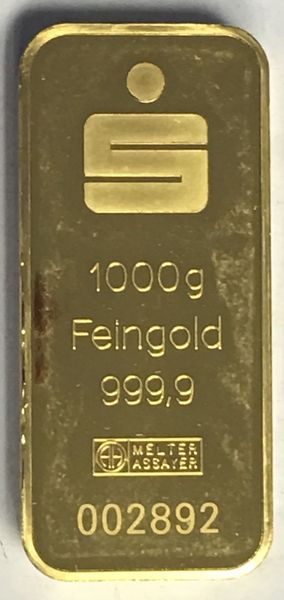 1000g
Feingold
999,9
MELTER
ASSAYER
002892